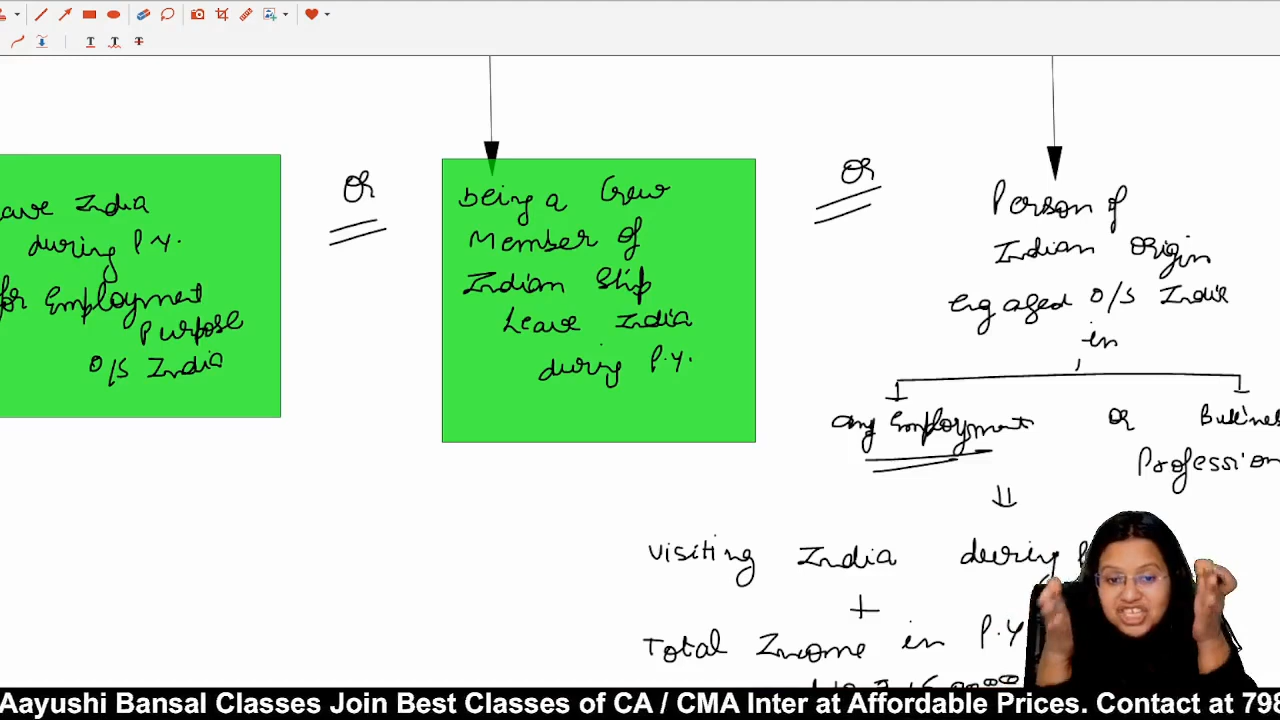 ave India
during P.Y.
for Employment
Purpose
O/S India
Or
being a Crew
Member of
Indian Ship
Leave India
during P.Y.
Or
Person of
Indian Origin
engaged O/S India
in
any Employment
OR
Busines
Profession
visiting India during
+
Total Income in P.Y
Aayushi Bansal Classes Join Best Classes of CA / CMA Inter at Affordable Prices. Contact at 798